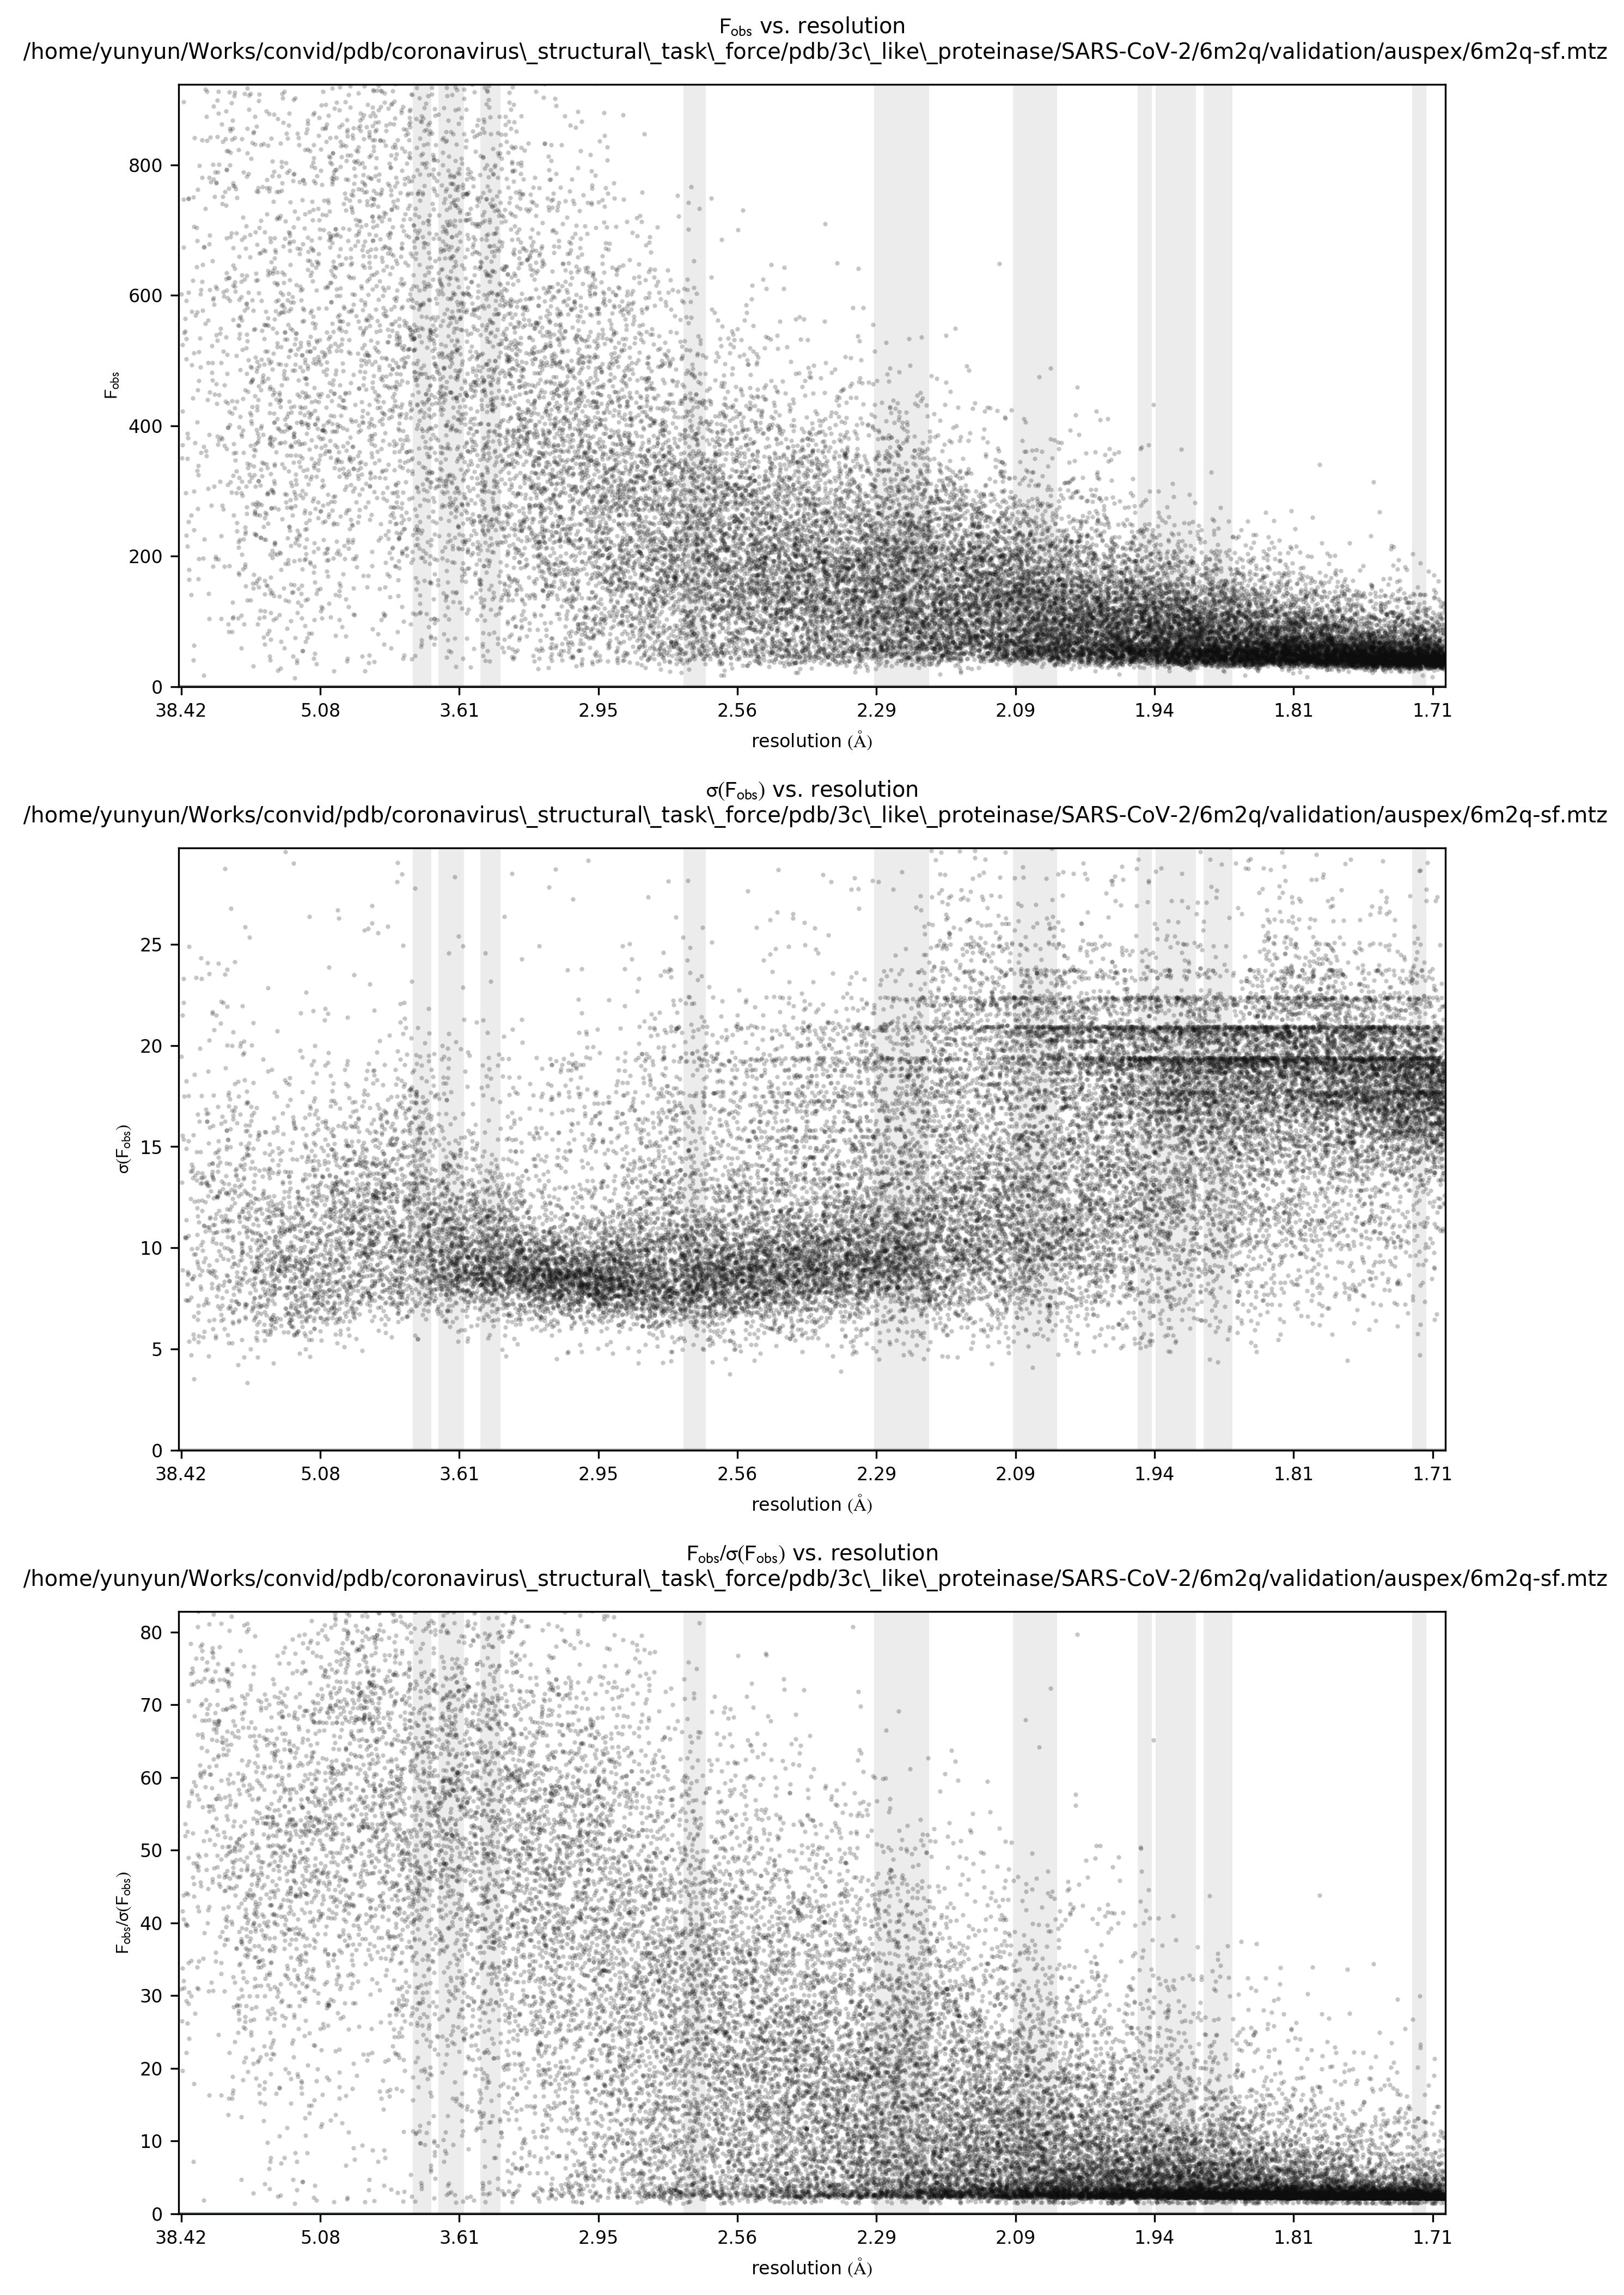 F_obs vs. resolution
/home/yunyun/Works/convid/pdb/coronavirus\_structural\_task\_force/pdb/3c\_like\_proteinase/SARS-CoV-2/6m2q/validation/auspex/6m2q-sf.mtz
800
600
F_obs
400
200
0
38.42 5.08 3.61 2.95 2.56 2.29 2.09 1.94 1.81 1.71
resolution (Å)
σ(F_obs) vs. resolution
/home/yunyun/Works/convid/pdb/coronavirus\_structural\_task\_force/pdb/3c\_like\_proteinase/SARS-CoV-2/6m2q/validation/auspex/6m2q-sf.mtz
25
20
15
σ(F_obs)
10
5
0
38.42 5.08 3.61 2.95 2.56 2.29 2.09 1.94 1.81 1.71
resolution (Å)
F_obs/σ(F_obs) vs. resolution
/home/yunyun/Works/convid/pdb/coronavirus\_structural\_task\_force/pdb/3c\_like\_proteinase/SARS-CoV-2/6m2q/validation/auspex/6m2q-sf.mtz
80
70
60
50
40
F_obs/σ(F_obs)
30
20
10
0
38.42 5.08 3.61 2.95 2.56 2.29 2.09 1.94 1.81 1.71
resolution (Å)